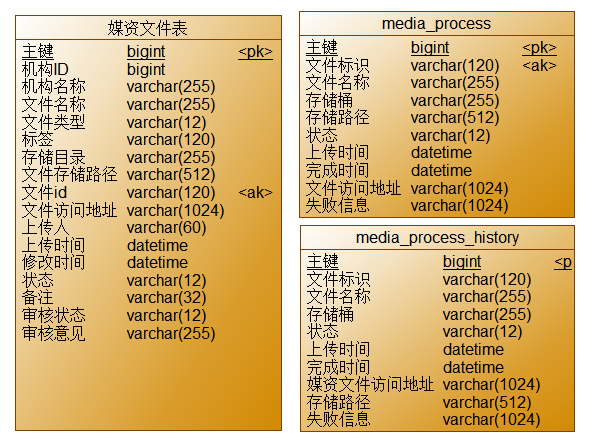 媒资文件表
主键 bigint <pk>
机构ID bigint
机构名称 varchar(255)
文件名称 varchar(255)
文件类型 varchar(12)
标签 varchar(120)
存储目录 varchar(255)
文件存储路径 varchar(512)
文件id varchar(120) <ak>
文件访问地址 varchar(1024)
上传人 varchar(60)
上传时间 datetime
修改时间 datetime
状态 varchar(12)
备注 varchar(32)
审核状态 varchar(12)
审核意见 varchar(255)
media_process
主键 bigint <pk>
文件标识 varchar(120) <ak>
文件名称 varchar(255)
存储桶 varchar(255)
存储路径 varchar(512)
状态 varchar(12)
上传时间 datetime
完成时间 datetime
文件访问地址 varchar(1024)
失败信息 varchar(1024)
media_process_history
主键 bigint <p
文件标识 varchar(120)
文件名称 varchar(255)
存储桶 varchar(255)
状态 varchar(12)
上传时间 datetime
完成时间 datetime
媒资文件访问地址 varchar(1024)
存储路径 varchar(512)
失败信息 varchar(1024)